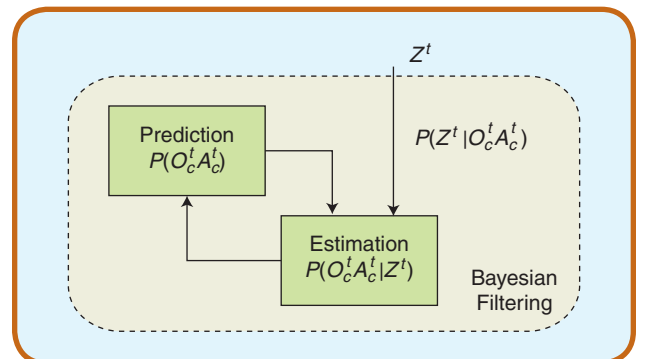 Z^t
Prediction
P(O_c^t A_c^t)
P(Z^t | O_c^t A_c^t)
Estimation
P(O_c^t A_c^t | Z^t)
Bayesian
Filtering